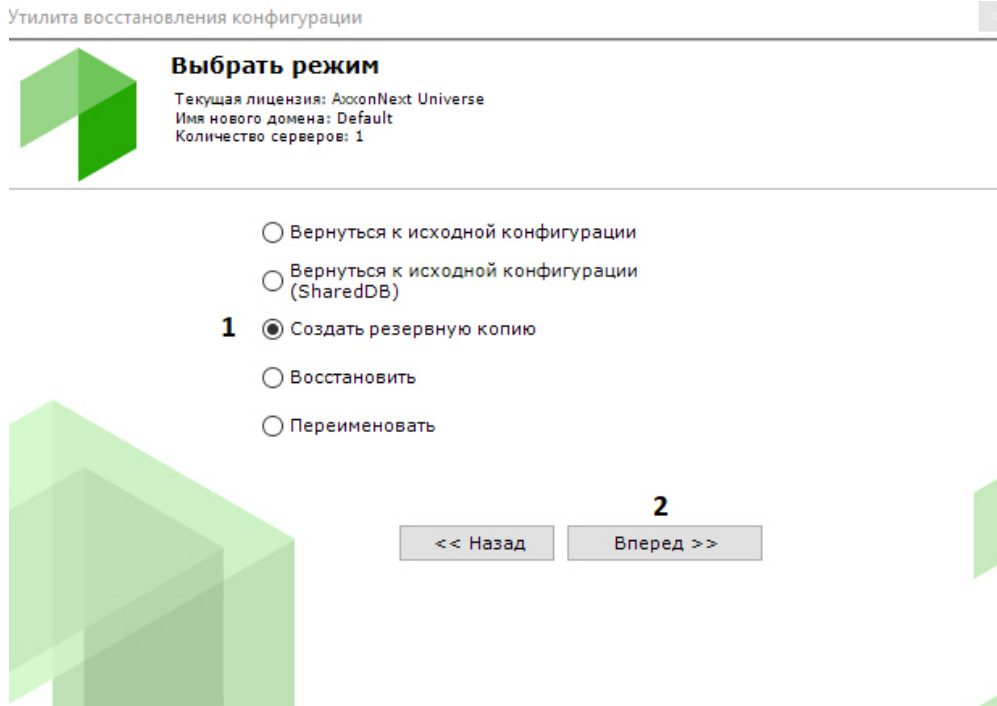 Утилита восстановления конфигурации
Выбрать режим
Текущая лицензия: AxxonNext Universe
Имя нового домена: Default
Количество серверов: 1
Вернуться к исходной конфигурации
Вернуться к исходной конфигурации
(SharedDB)
1 Создать резервную копию
Восстановить
Переименовать
2
<< Назад Вперед >>